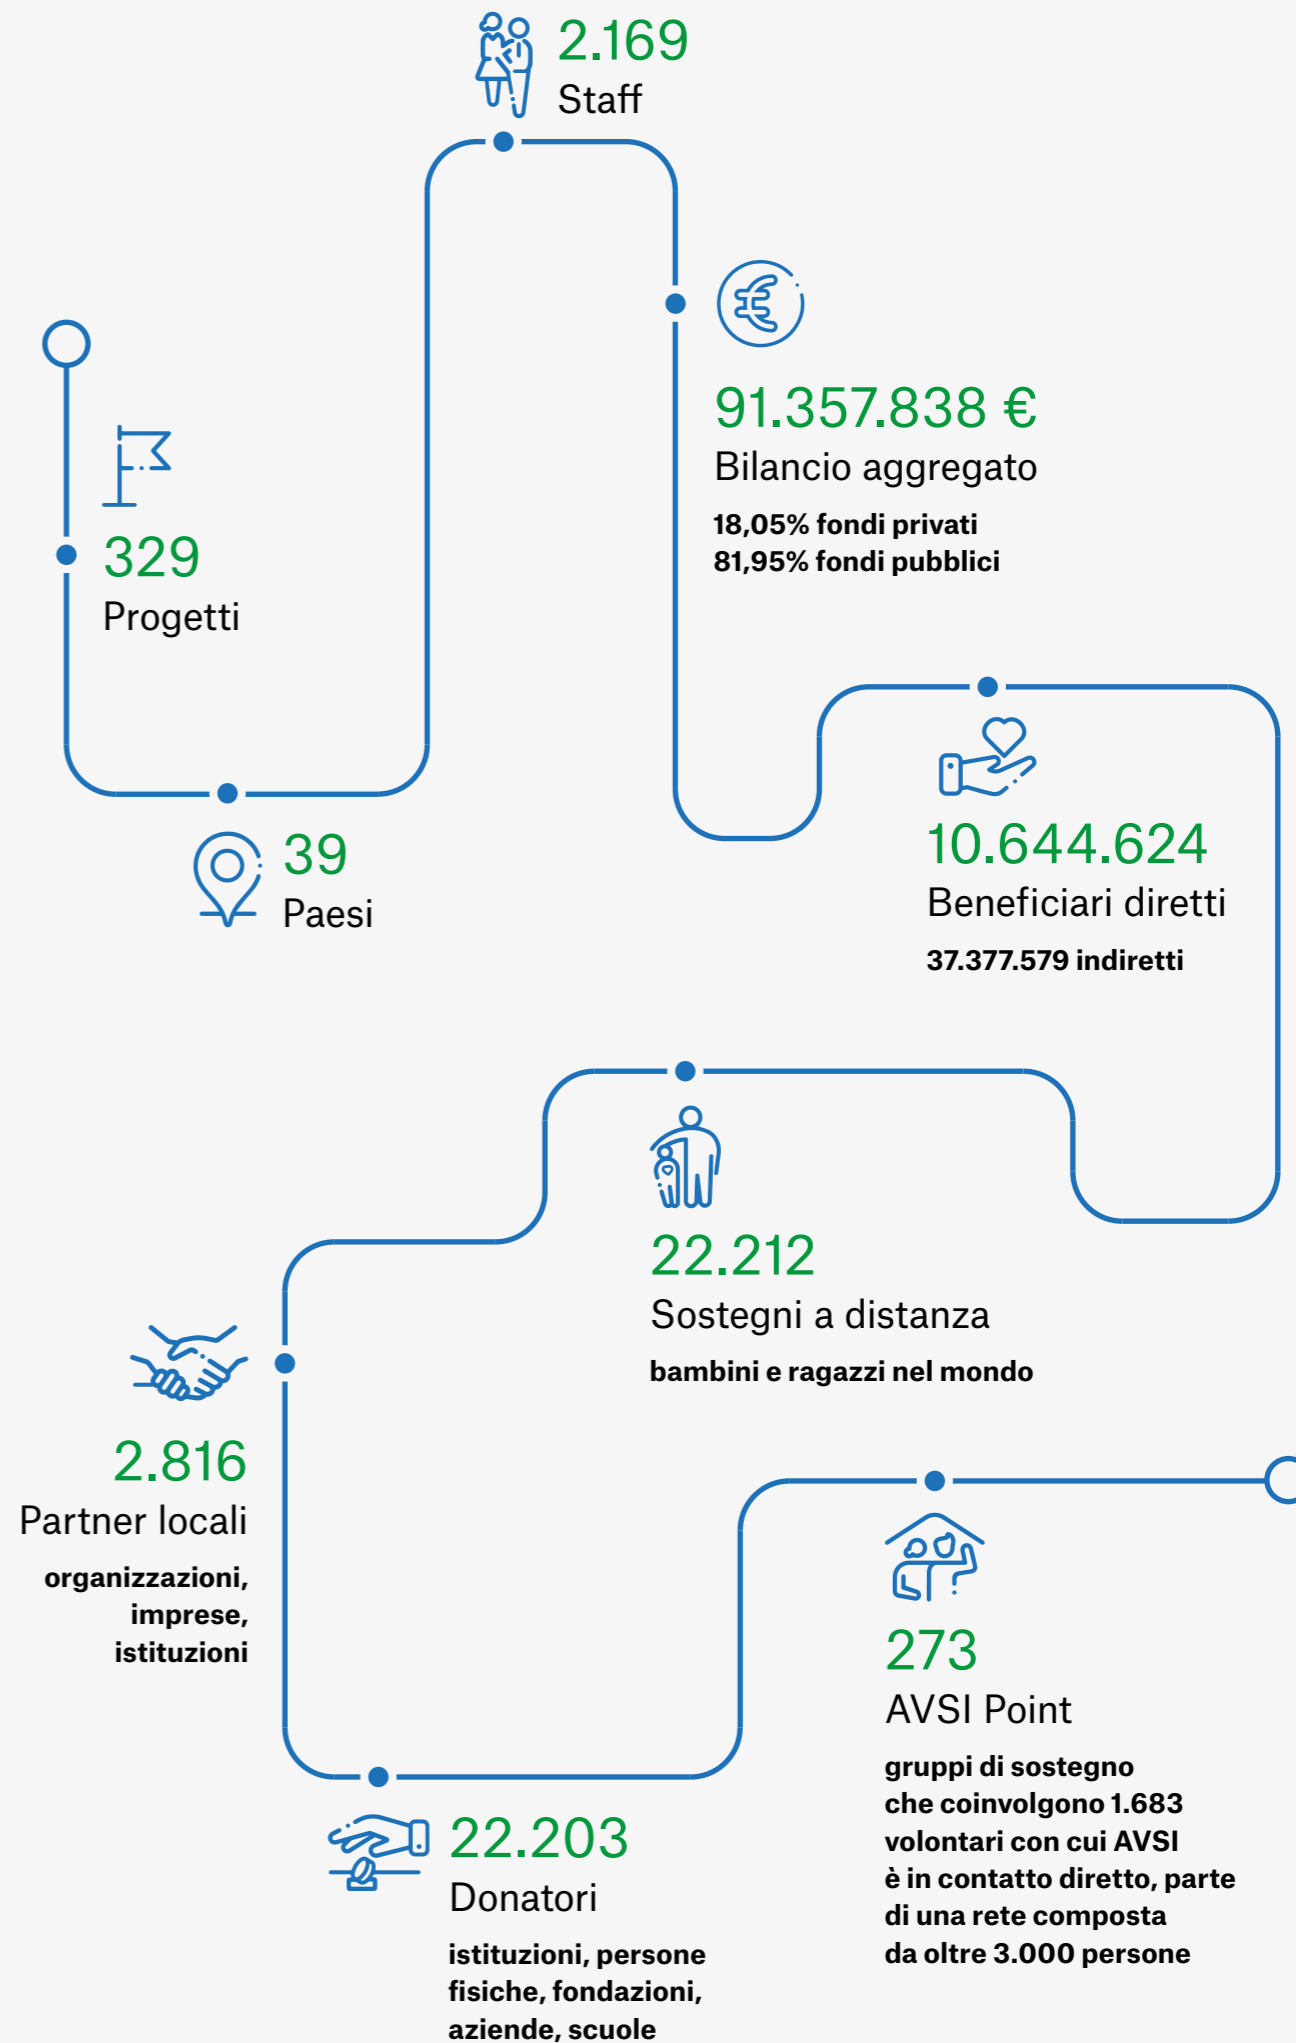 2.169
Staff
91.357.838 €
Bilancio aggregato
18,05% fondi privati
81,95% fondi pubblici
329
Progetti
39
Paesi
10.644.624
Beneficiari diretti
37.377.579 indiretti
22.212
Sostegni a distanza
bambini e ragazzi nel mondo
2.816
Partner locali
organizzazioni,
imprese,
istituzioni
273
AVSI Point
gruppi di sostegno
che coinvolgono 1.683
volontari con cui AVSI
è in contatto diretto, parte
di una rete composta
da oltre 3.000 persone
22.203
Donatori
istituzioni, persone
fisiche, fondazioni,
aziende, scuole